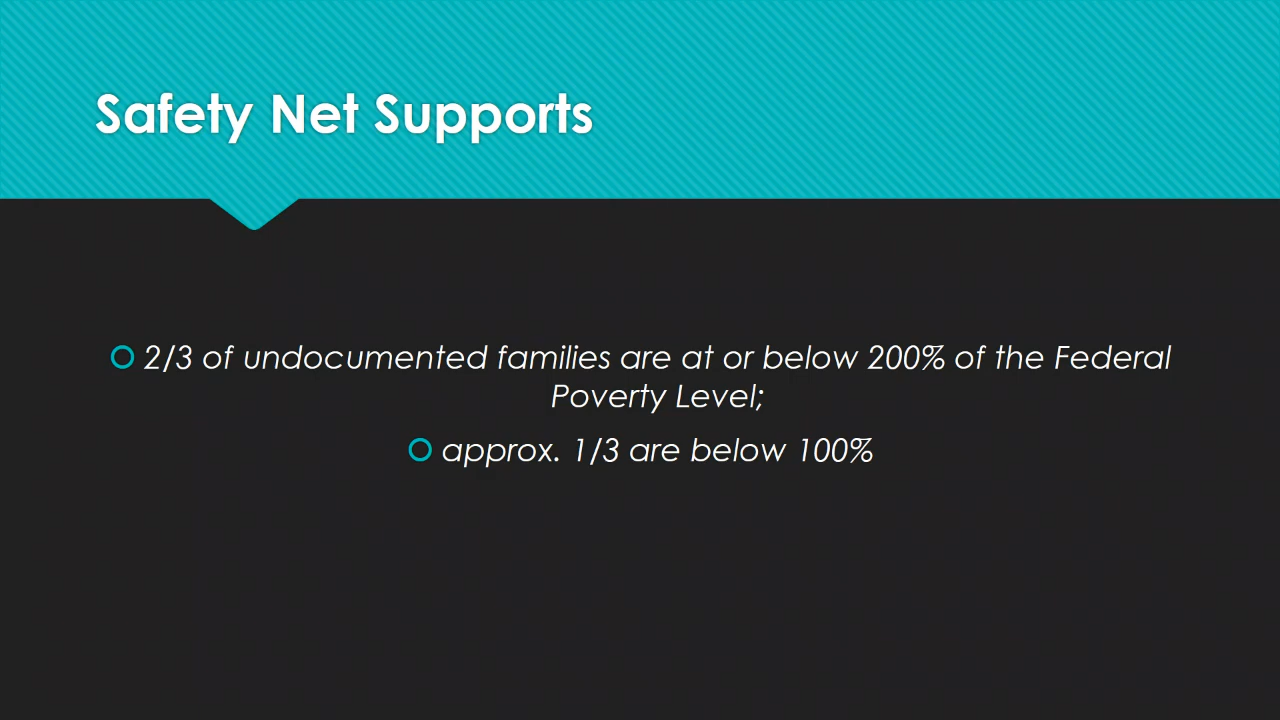 Safety Net Supports
2/3 of undocumented families are at or below 200% of the Federal
Poverty Level;
approx. 1/3 are below 100%